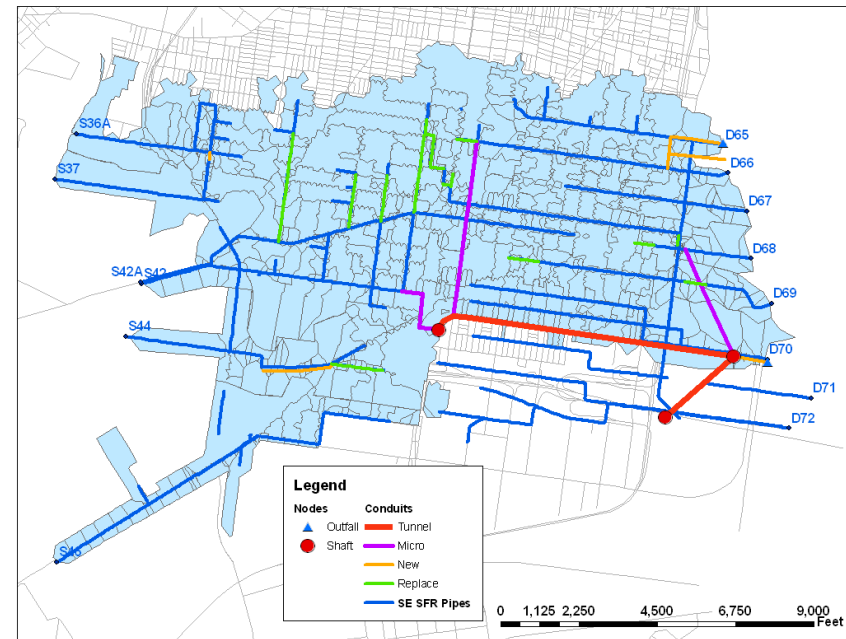 S36A
D65
D66
S37
D67
D68
S42A
S42
D69
S44
D70
D71
D72
Legend
Nodes
Conduits
Outfall
Tunnel
Shaft
Micro
New
Replace
SE SFR Pipes
0 1,125 2,250 4,500 6,750 9,000
Feet